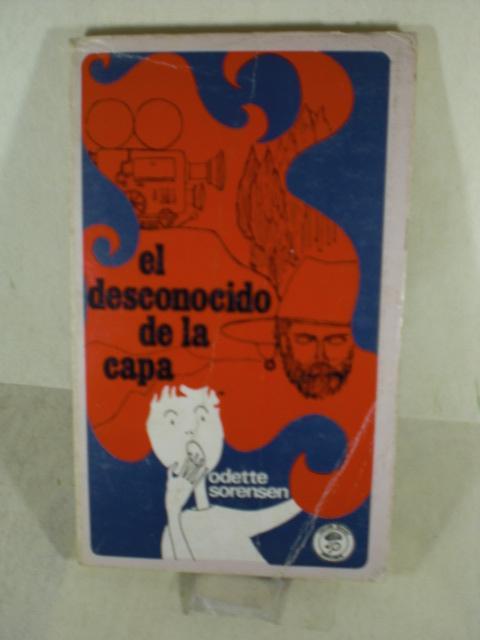 el
desconocido
de la
capa
odette
sorensen